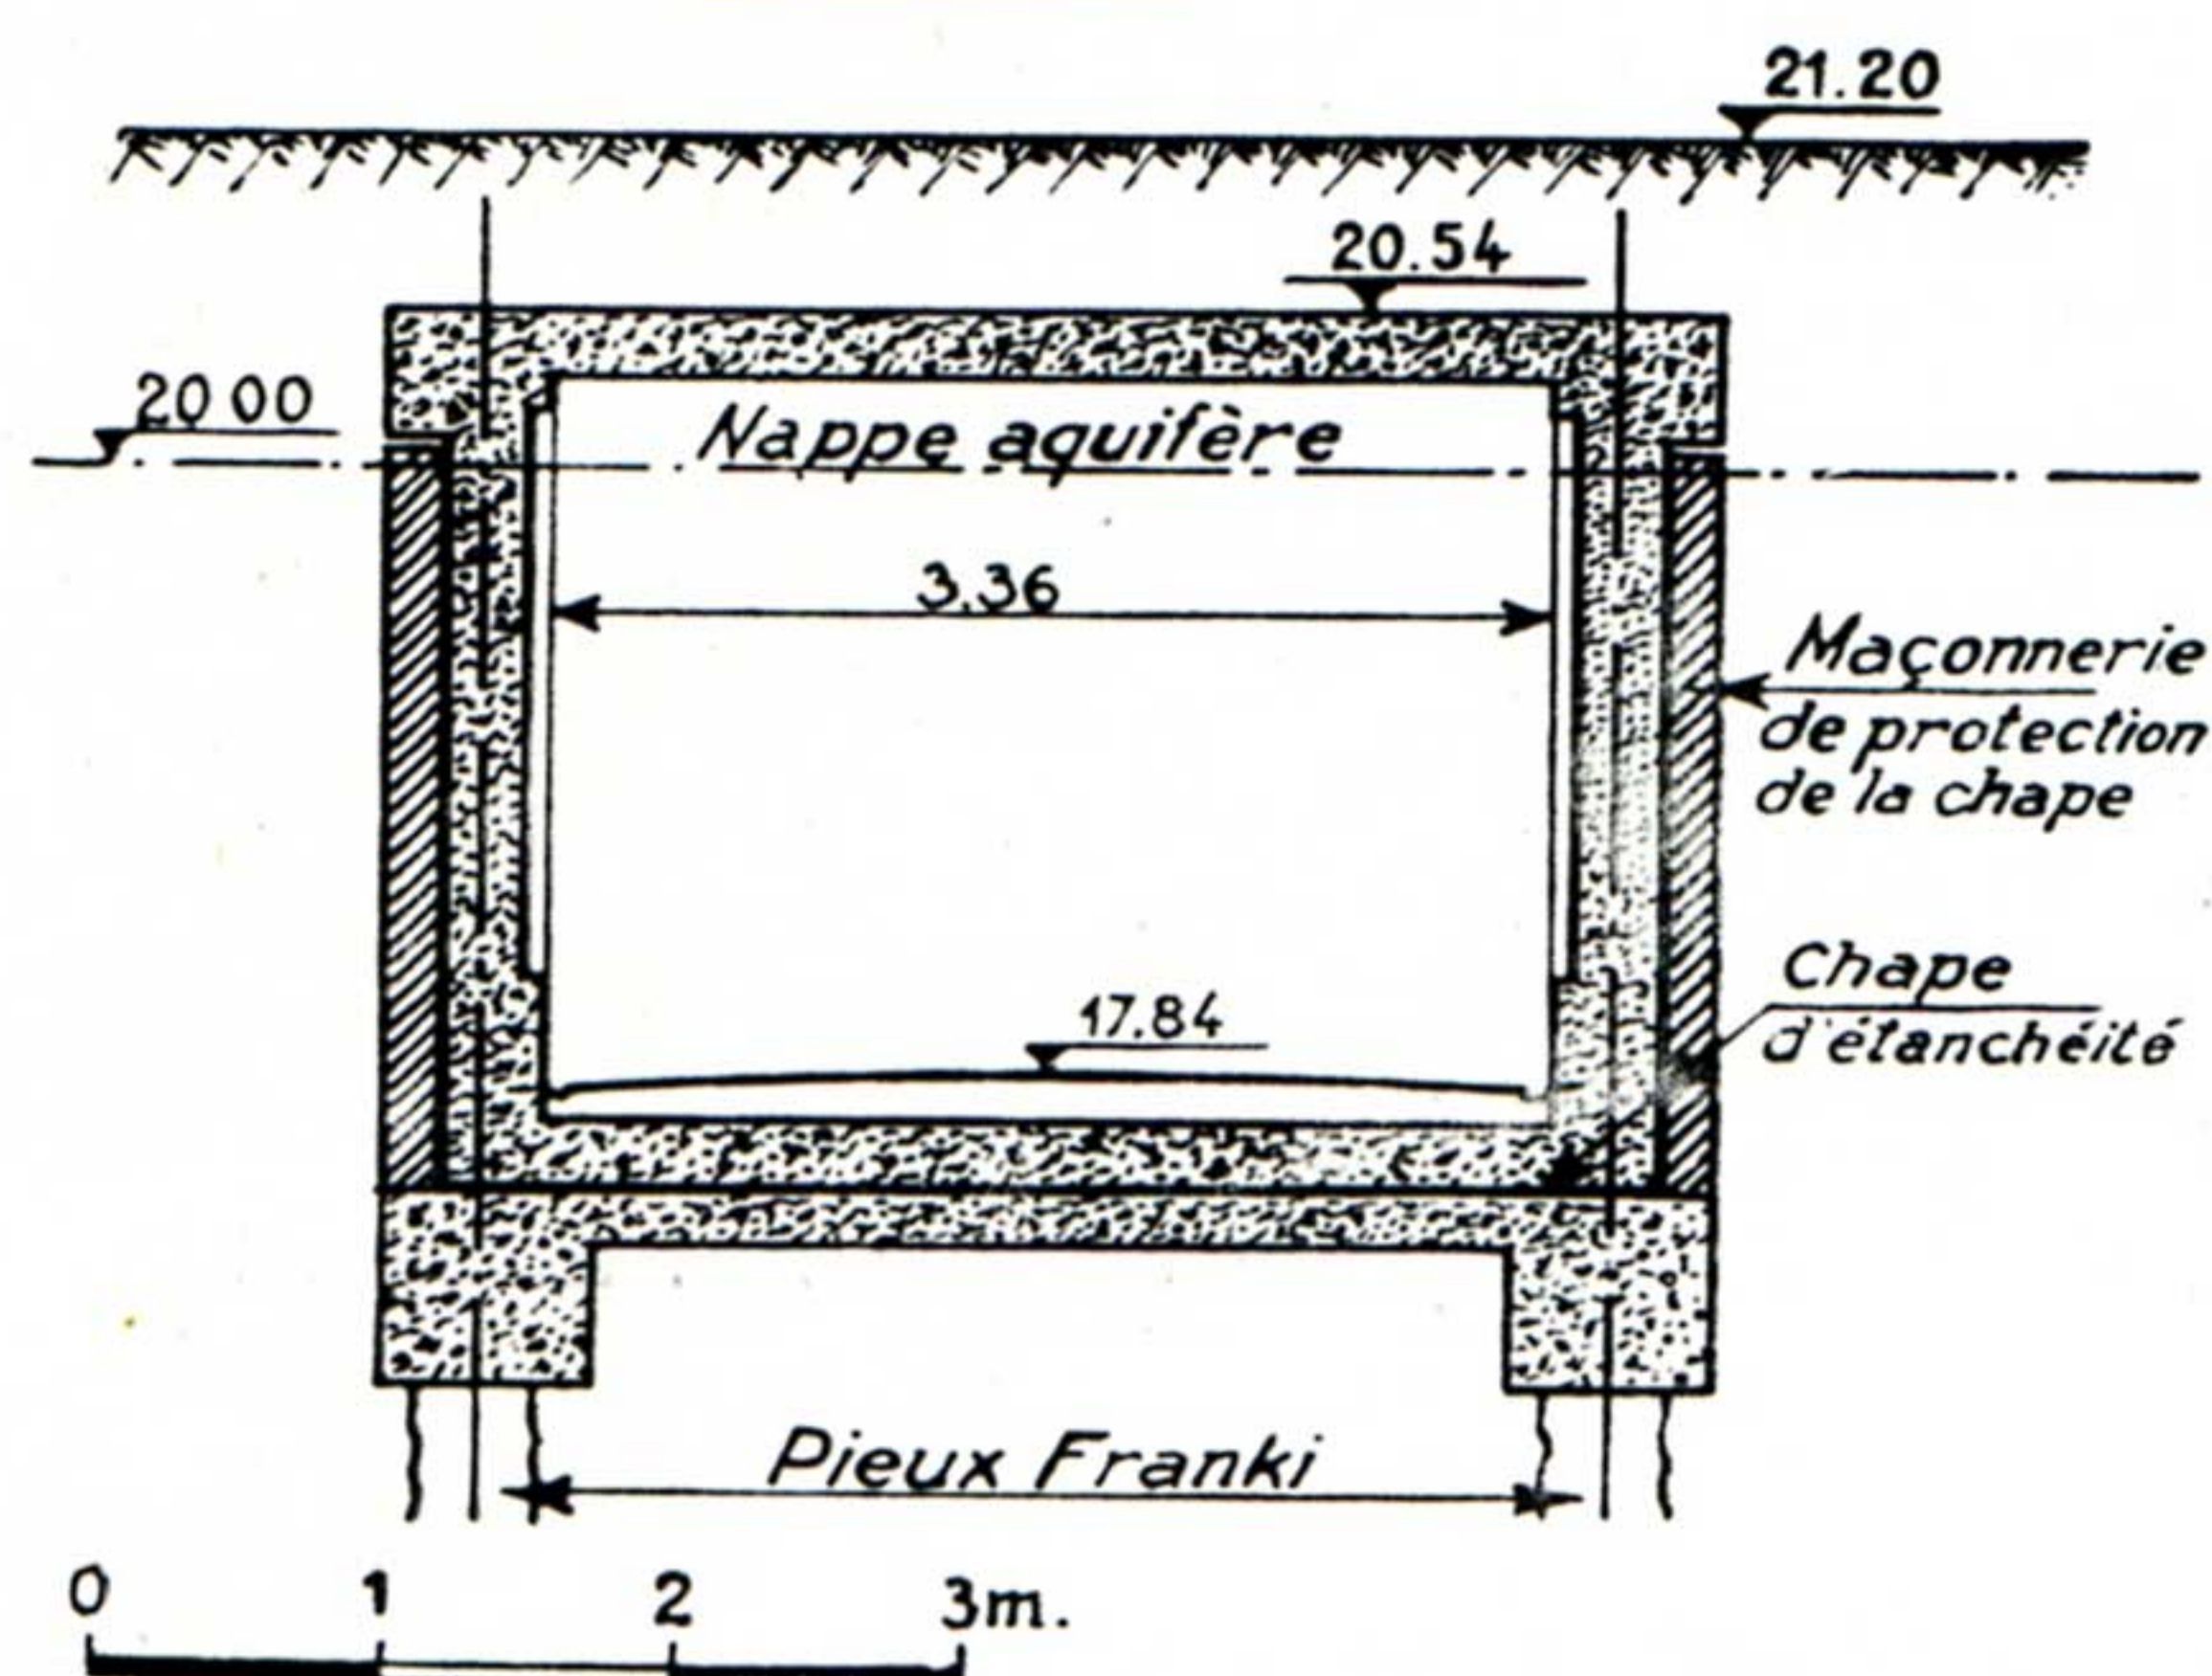 21.20
20.54
20 00
Nappe aquifère
3.36
Maçonnerie
de protection
de la chape
Chape
d'étanchéité
17.84
Pieux Franki
0 1 2 3m.